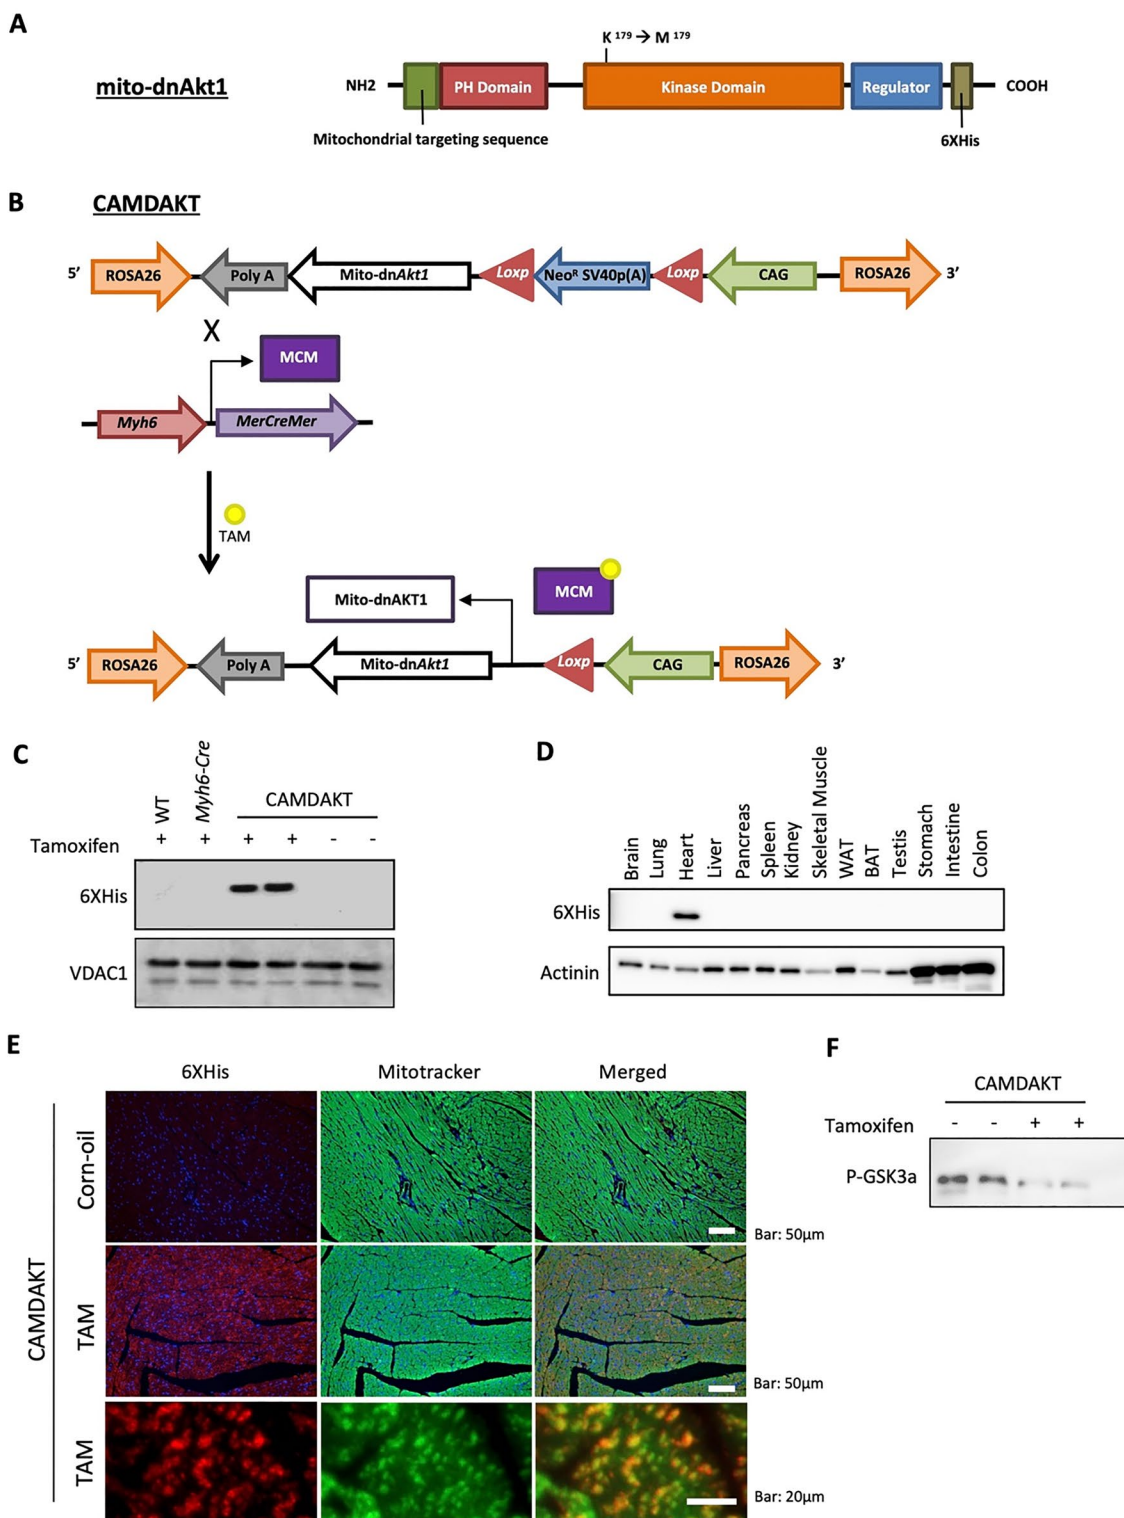 A
mito-dnAkt1
K 179 → M 179
NH2
PH Domain
Kinase Domain
Regulator
COOH
Mitochondrial targeting sequence
6XHis
B
CAMDAKT
5’
ROSA26
Poly A
Mito-dnAkt1
Loxp
Neoᴿ SV40p(A)
Loxp
CAG
ROSA26
3’
X
MCM
Myh6
MerCreMer
TAM
Mito-dnAKT1
MCM
5’
ROSA26
Poly A
Mito-dnAkt1
Loxp
CAG
ROSA26
3’
C
WT
Myh6-Cre
CAMDAKT
Tamoxifen + + + + - -
6XHis
VDAC1
D
Brain
Lung
Heart
Liver
Pancreas
Spleen
Kidney
Skeletal Muscle
WAT
BAT
Testis
Stomach
Intestine
Colon
6XHis
Actinin
E
6XHis
Mitotracker
Merged
CAMDAKT
Corn-oil
Bar: 50µm
TAM
Bar: 50µm
TAM
Bar: 20µm
F
CAMDAKT
Tamoxifen - - + +
P-GSK3a